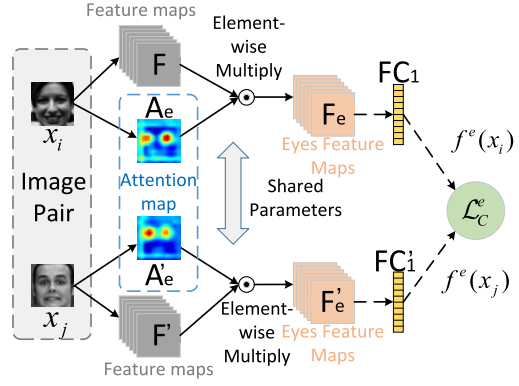 Feature maps
Element-
wise
Multiply
F
FC₁
Aₑ
Fₑ
xᵢ
fᵉ(xᵢ)
Eyes Feature
Maps
Image
Pair
Attention
map
Shared
Parameters
𝓛ᶜᵉ
A'ₑ
FC'₁
F'ₑ
fᵉ(xⱼ)
xⱼ
F'
Element-
wise
Multiply
Eyes Feature
Maps
Feature maps